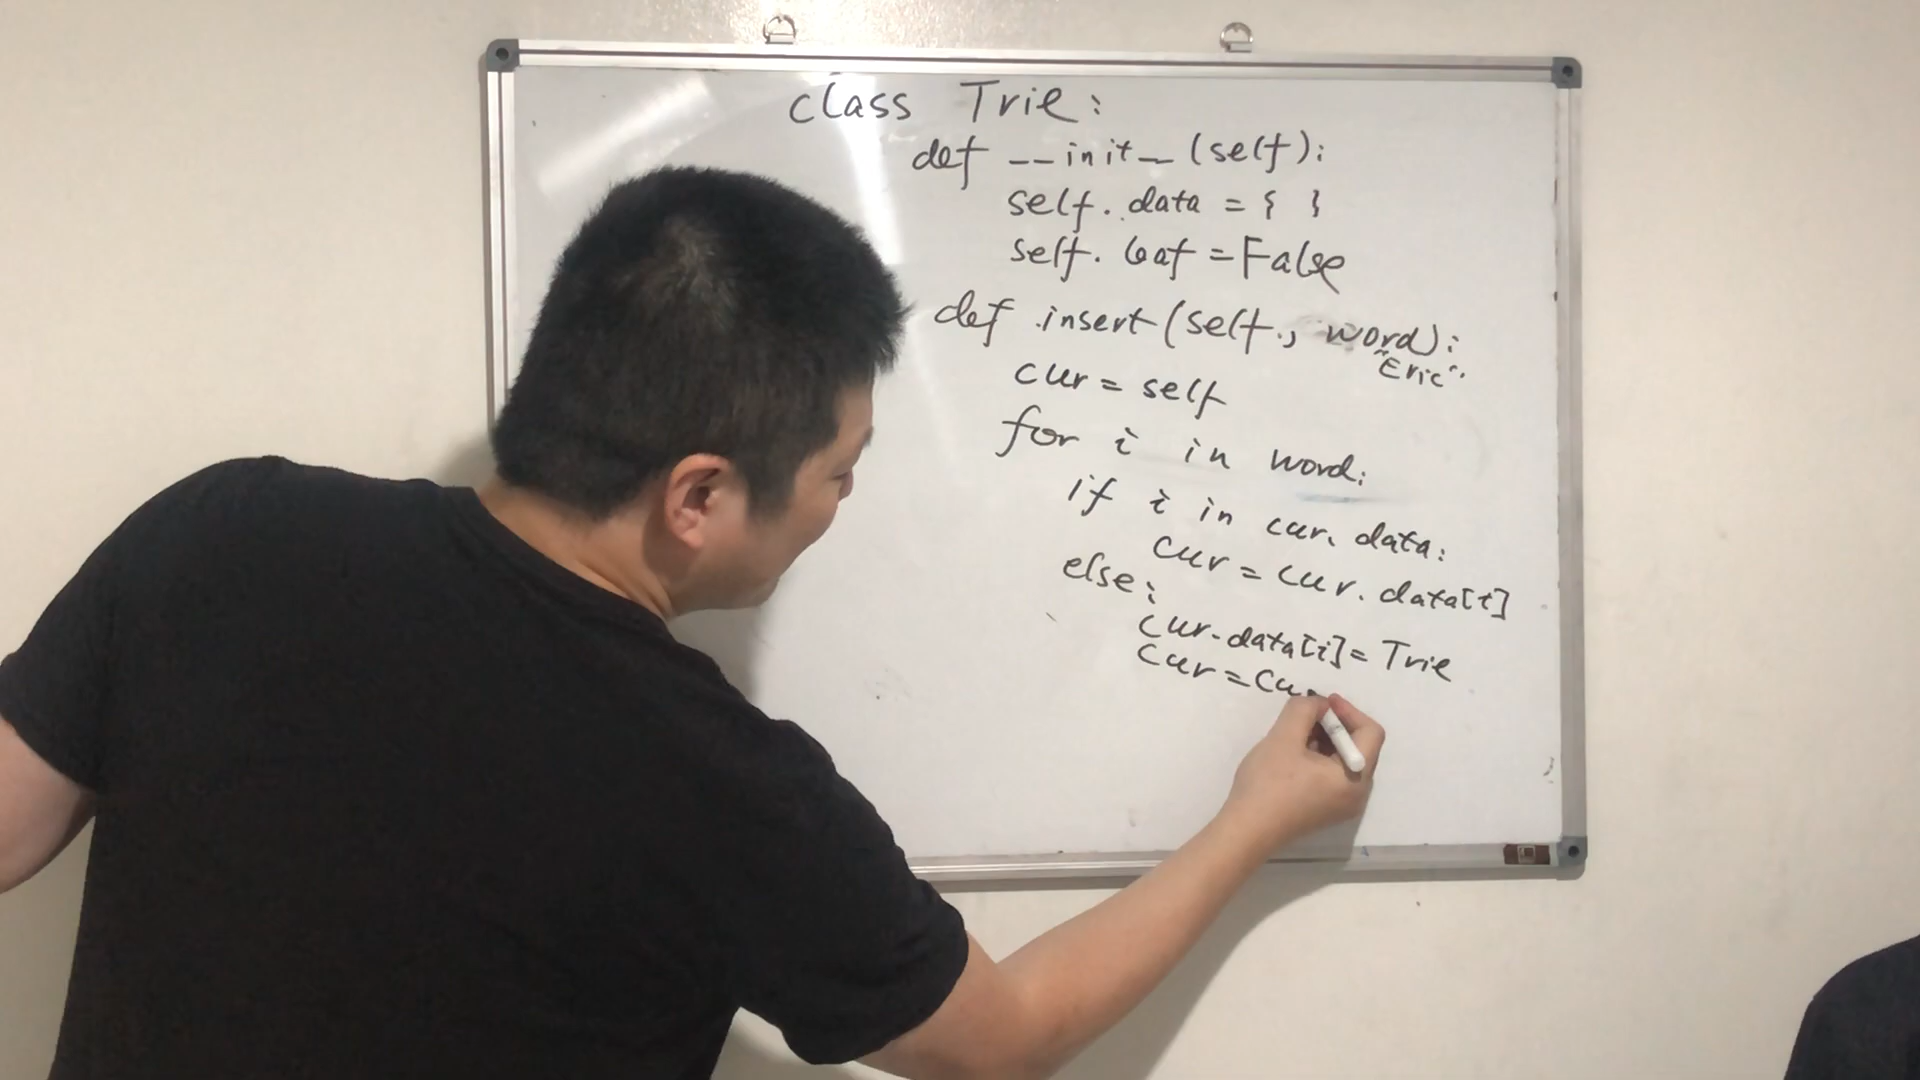 class Trie:
def __init__(self):
self.data = { }
self.leaf = False
def insert(self, word):
"Eric"
cur = self
for i in word:
if i in cur.data:
cur = cur.data[i]
else:
cur.data[i] = Trie
cur = cur